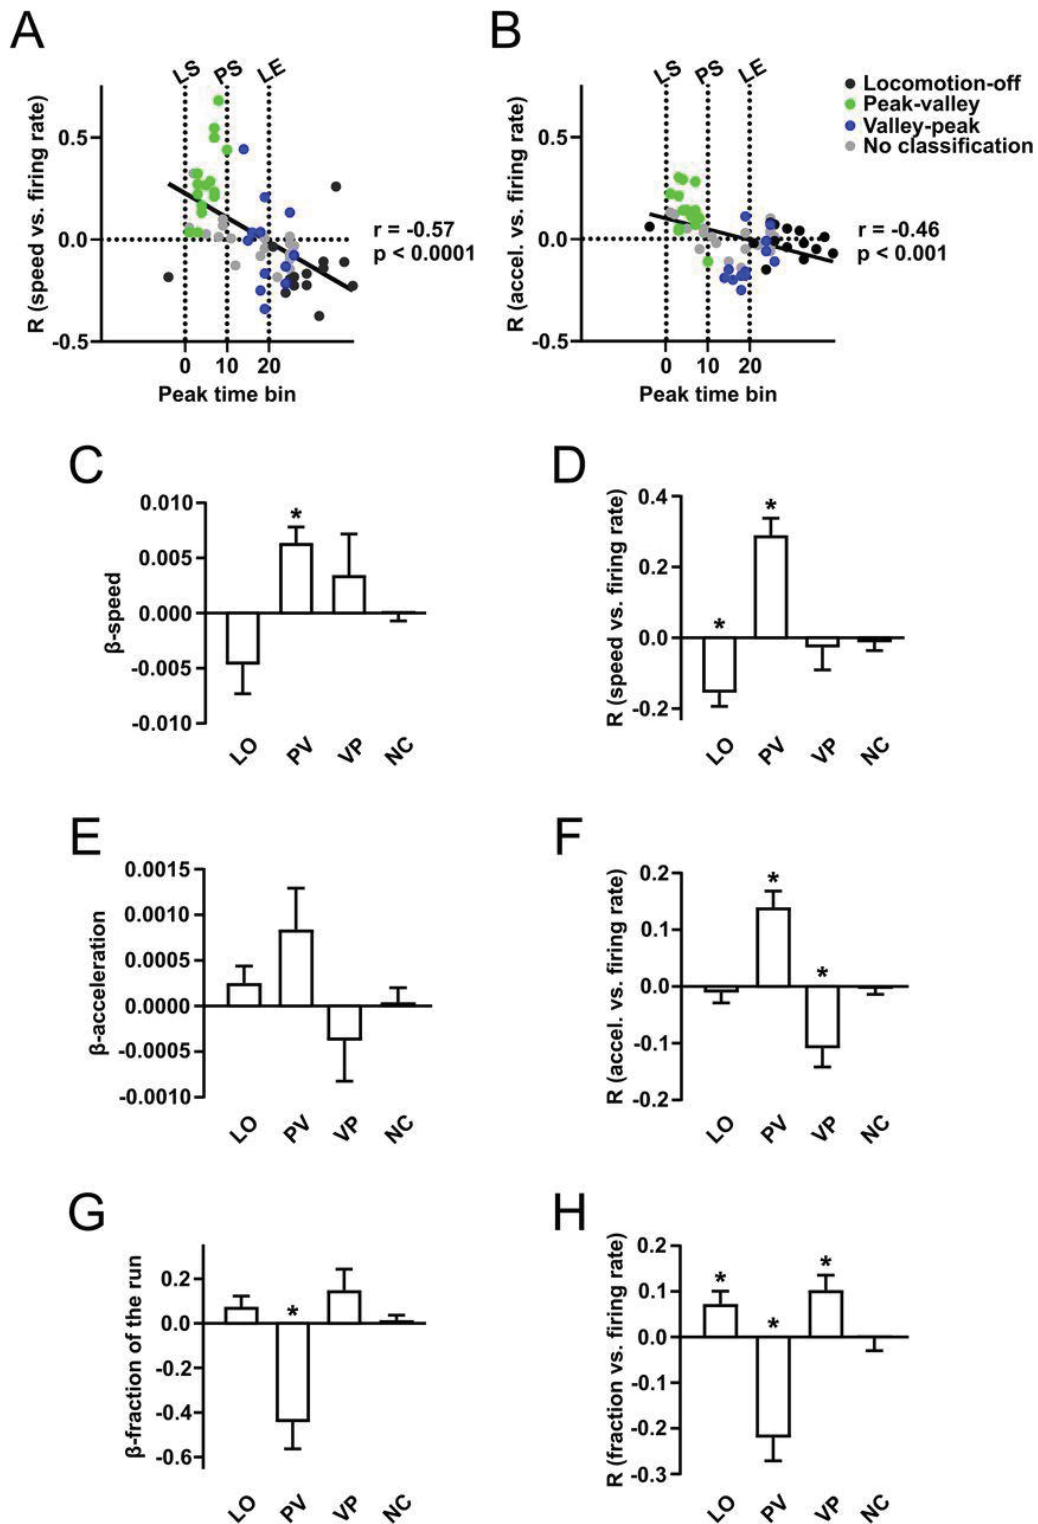 A
B
LS PS LE
LS PS LE
Locomotion-off
Peak-valley
Valley-peak
No classification
R (speed vs. firing rate)
0.5
0.0
-0.5
0 10 20
Peak time bin
r = -0.57
p < 0.0001
R (accel. vs. firing rate)
0.5
0.0
-0.5
0 10 20
Peak time bin
r = -0.46
p < 0.001
C
β-speed
0.010
0.005
0.000
-0.005
-0.010
*
LO PV VP NC
D
R (speed vs. firing rate)
0.4
0.2
0.0
-0.2
*
*
LO PV VP NC
E
β-acceleration
0.0015
0.0010
0.0005
0.0000
-0.0005
-0.0010
LO PV VP NC
F
R (accel. vs. firing rate)
0.2
0.1
0.0
-0.1
-0.2
*
*
LO PV VP NC
G
β-fraction of the run
0.2
0.0
-0.2
-0.4
-0.6
*
LO PV VP NC
H
R (fraction vs. firing rate)
0.2
0.1
0.0
-0.1
-0.2
-0.3
*
*
*
LO PV VP NC